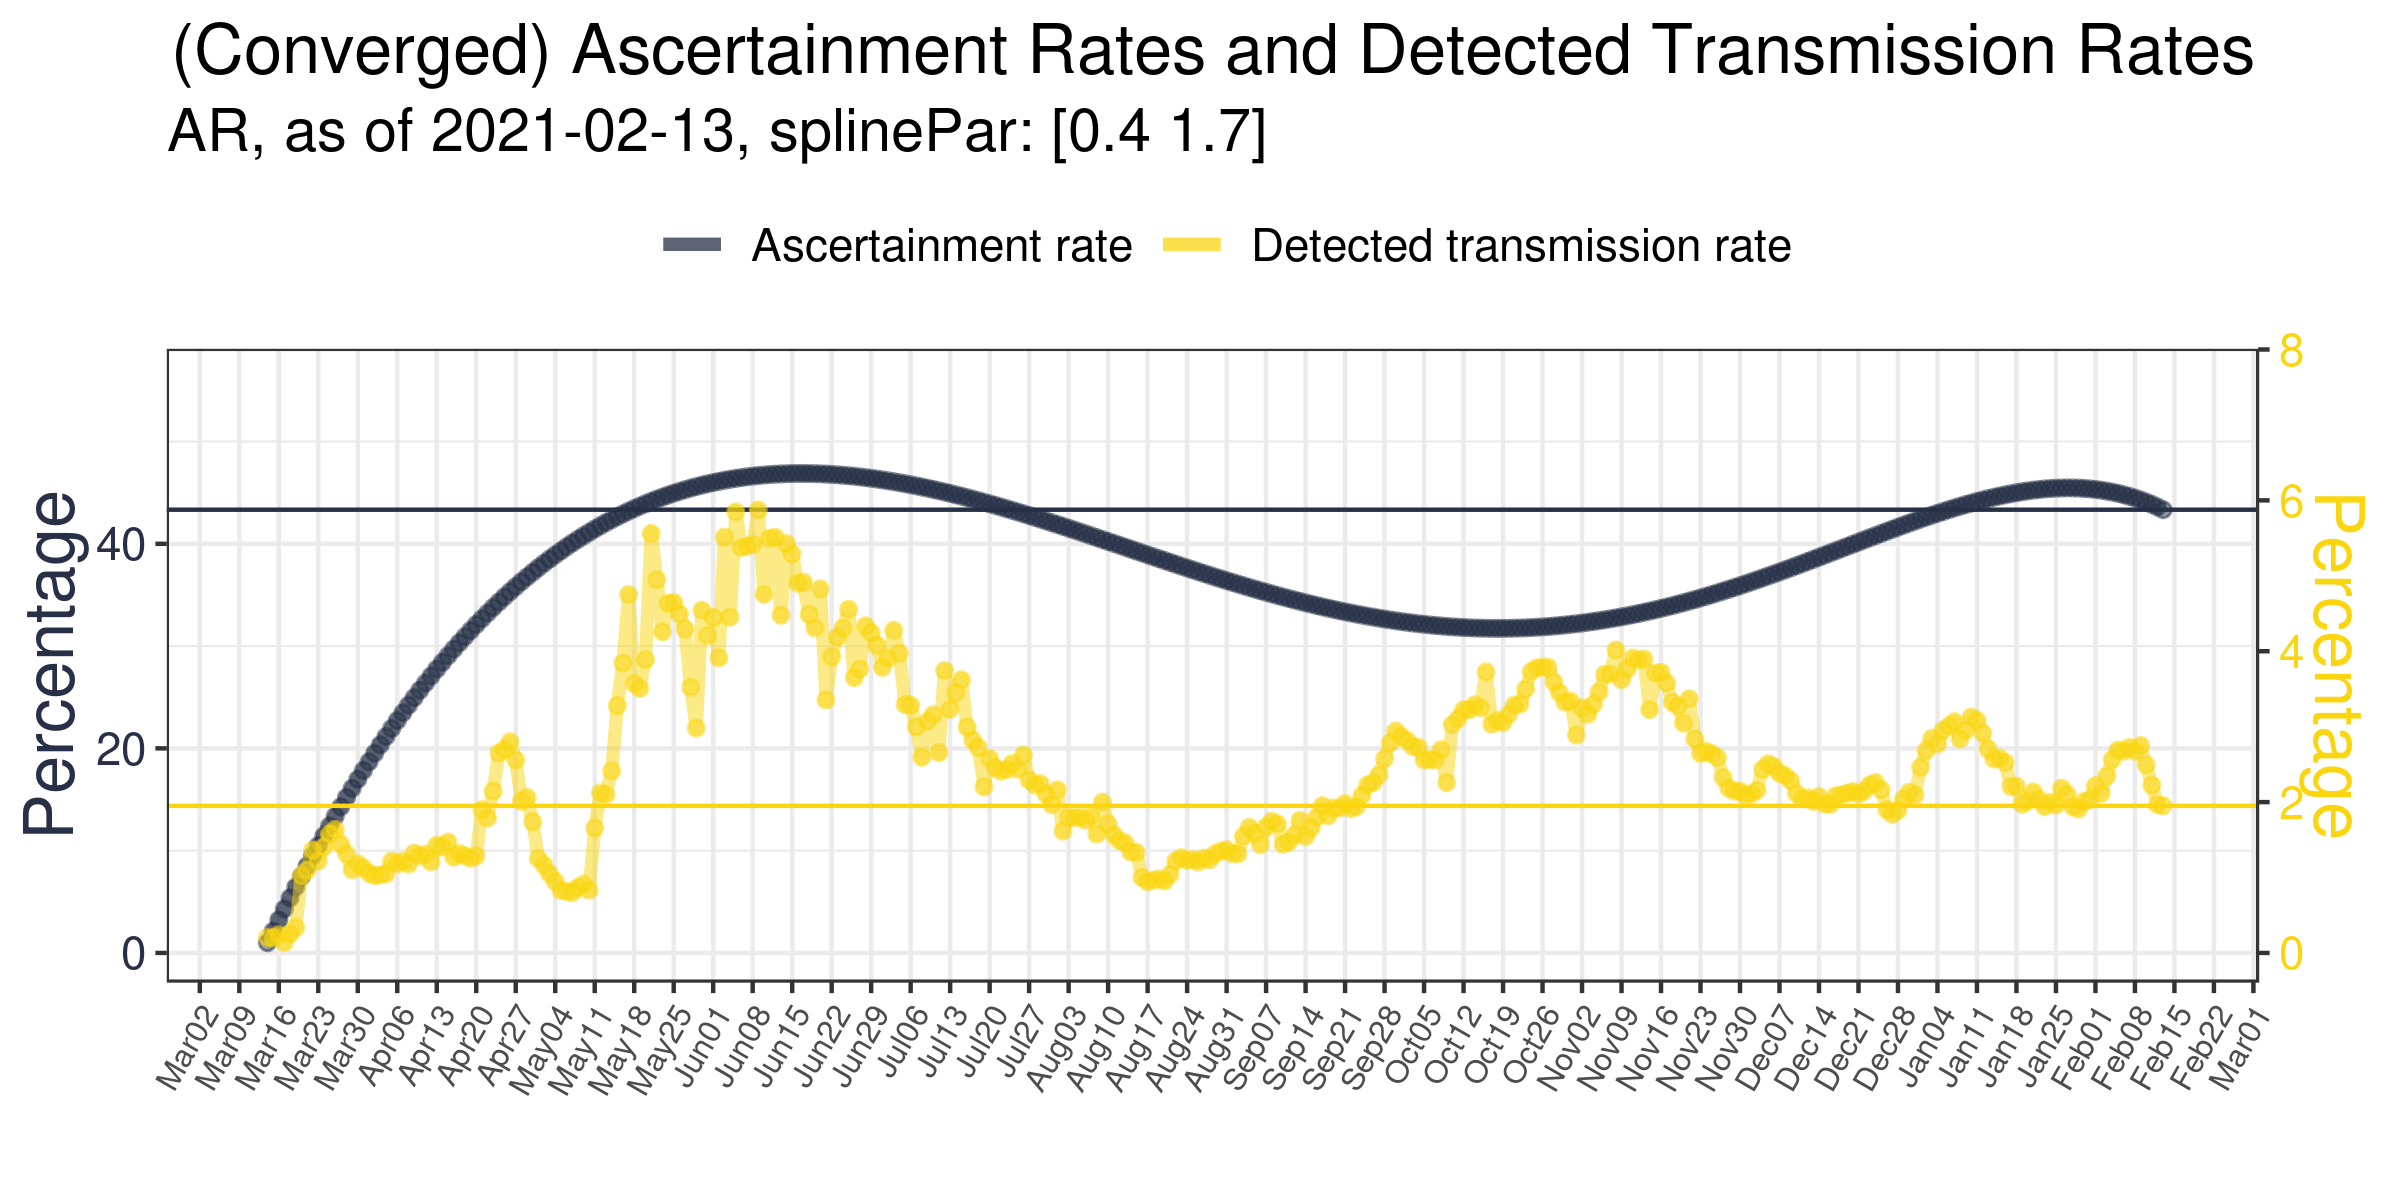 (Converged) Ascertainment Rates and Detected Transmission Rates
AR, as of 2021-02-13, splinePar: [0.4 1.7]
Ascertainment rate Detected transmission rate
Percentage
40
20
0
8
6
4
2
0
Percentage
Mar02 Mar09 Mar16 Mar23 Mar30 Apr06 Apr13 Apr20 Apr27 May04 May11 May18 May25 Jun01 Jun08 Jun15 Jun22 Jun29 Jul06 Jul13 Jul20 Jul27 Aug03 Aug10 Aug17 Aug24 Aug31 Sep07 Sep14 Sep21 Sep28 Oct05 Oct12 Oct19 Oct26 Nov02 Nov09 Nov16 Nov23 Nov30 Dec07 Dec14 Dec21 Dec28 Jan04 Jan11 Jan18 Jan25 Feb01 Feb08 Feb15 Feb22 Mar01